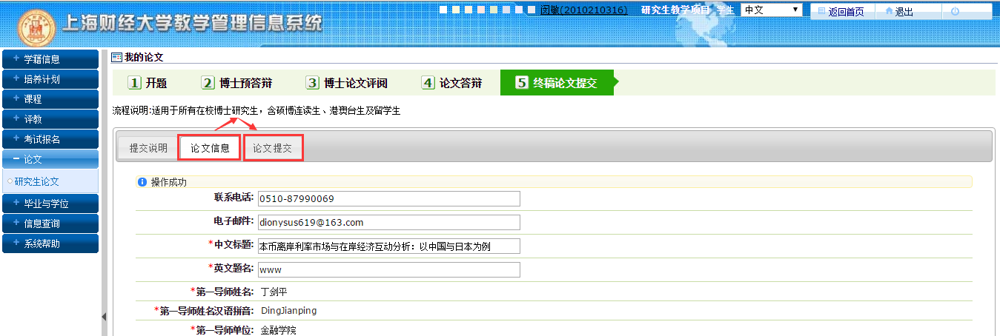 上海财经大学教学管理信息系统
闵敏(2010210316) 研究生教学项目 学生 中文 返回首页 退出
学籍信息
培养计划
课程
评教
考试报名
论文
研究生论文
毕业与学位
信息查询
系统帮助
我的论文
1 开题 2 博士预答辩 3 博士论文评阅 4 论文答辩 5 终稿论文提交
流程说明:适用于所有在校博士研究生，含硕博连读生、港澳台生及留学生
提交说明 论文信息 论文提交
操作成功
联系电话: 0510-87990069
电子邮件: dionysus619@163.com
*中文标题: 本币离岸利率市场与在岸经济互动分析：以中国与日本为例
*英文题名: www
*第一导师姓名: 丁剑平
*第一导师姓名汉语拼音: DingJianping
*第一导师单位: 金融学院